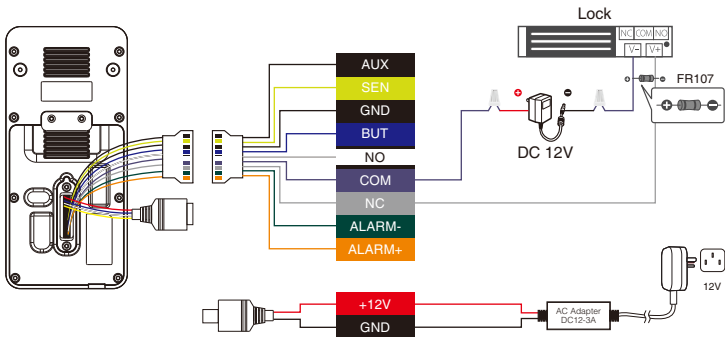 Lock
NC COM NO
V- V+
FR107
DC 12V
AUX
SEN
GND
BUT
NO
COM
NC
ALARM-
ALARM+
+12V
GND
AC Adapter
DC12-3A
12V